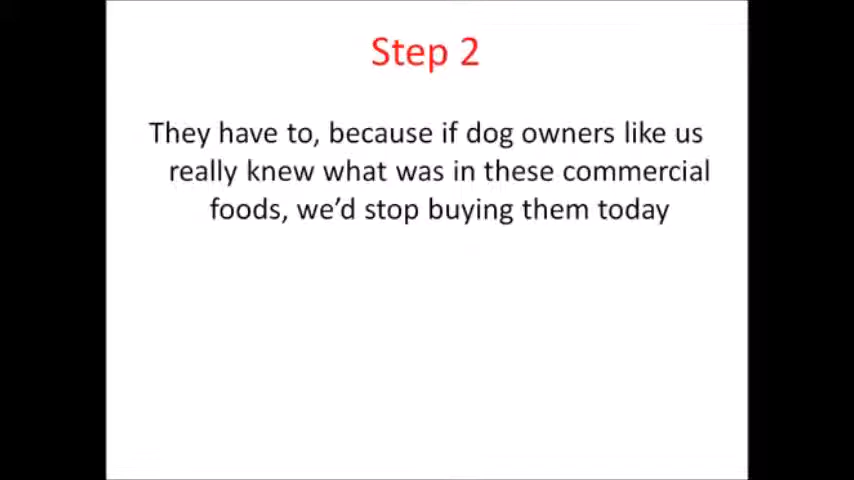 Step 2
They have to, because if dog owners like us
really knew what was in these commercial
foods, we’d stop buying them today